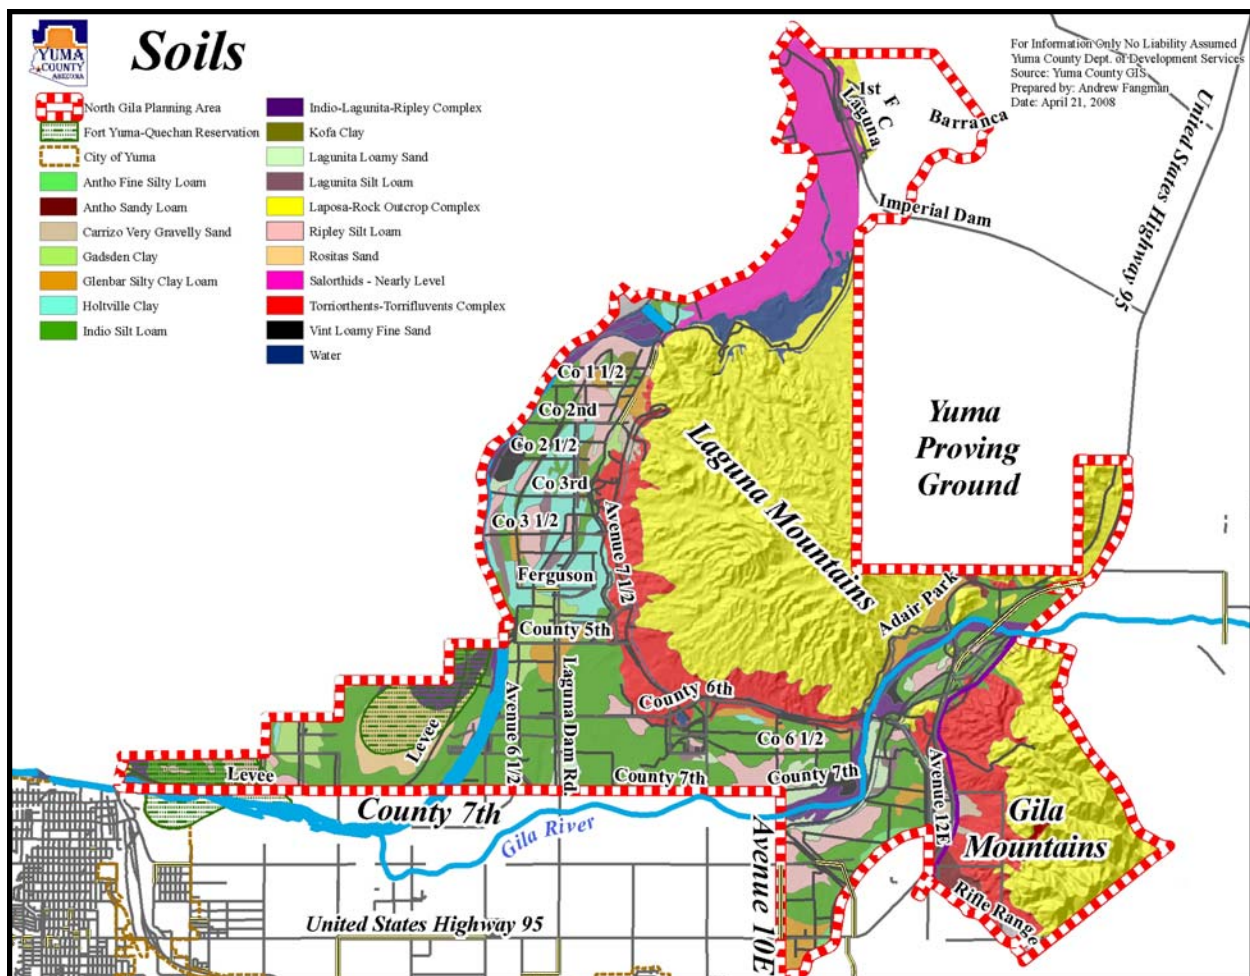 YUMA
COUNTY
ARIZONA
Soils
For Information Only No Liability Assumed
Yuma County Dept. of Development Services
Source: Yuma County GIS
Prepared by: Andrew Fangman
Date: April 21, 2008
North Gila Planning Area
Fort Yuma-Quechan Reservation
City of Yuma
Antho Fine Silty Loam
Antho Sandy Loam
Carrizo Very Gravelly Sand
Gadsden Clay
Glenbar Silty Clay Loam
Holtville Clay
Indio Silt Loam
Indio-Lagunita-Ripley Complex
Kofa Clay
Lagunita Loamy Sand
Lagunita Silt Loam
Laposa-Rock Outcrop Complex
Ripley Silt Loam
Rositas Sand
Salorthids - Nearly Level
Torriorthents-Torrifluvents Complex
Vint Loamy Fine Sand
Water
1st
F C
Laguna
Barranca
United States Highway 95
Imperial Dam
Co 1 1/2
Co 2nd
Co 2 1/2
Co 3rd
Co 3 1/2
Avenue 7 1/2
Ferguson
County 5th
Laguna Mountains
Yuma
Proving
Ground
Adair Park
County 6th
Levee
Avenue 6 1/2
Laguna Dam Rd.
Co 6 1/2
Levee
County 7th
County 7th
County 7th
Gila River
Avenue 10E
Avenue 12E
Gila
Mountains
Rifle Range
United States Highway 95